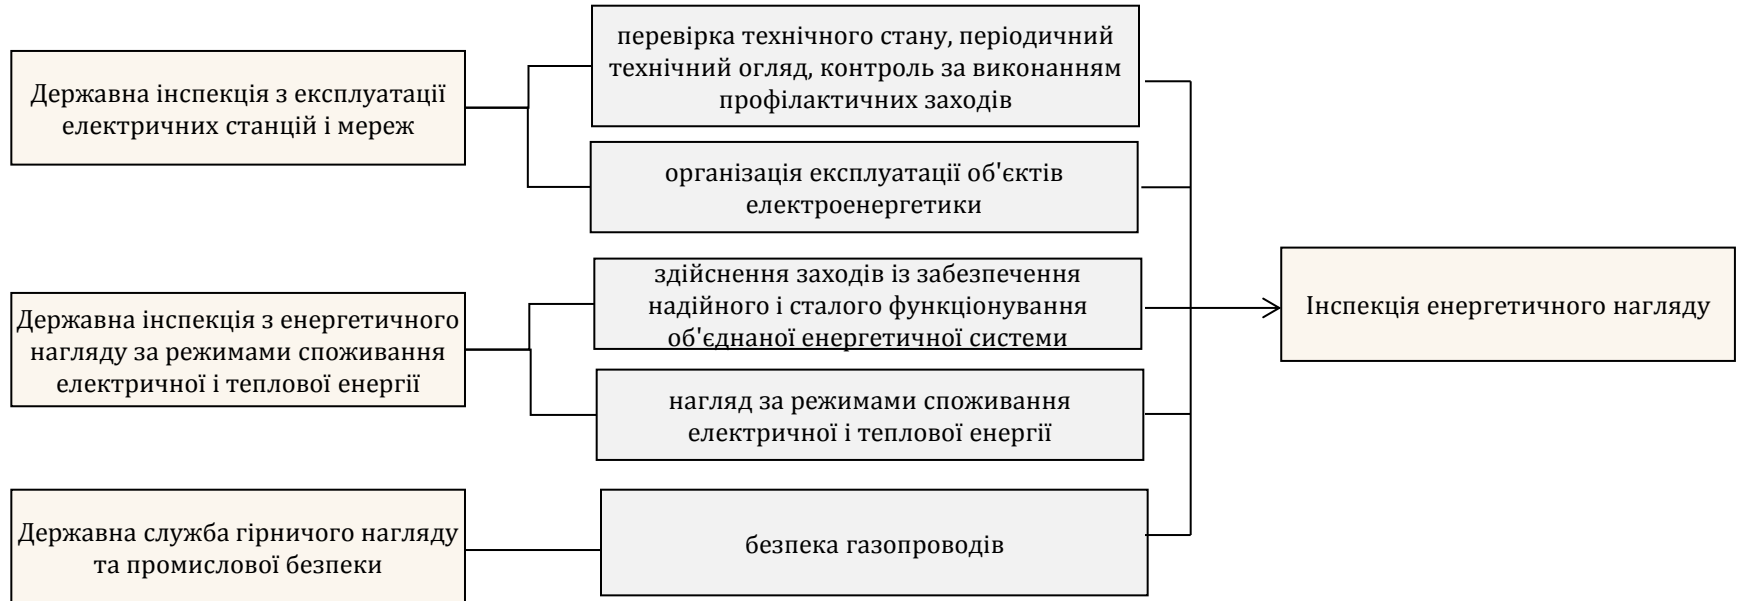 Державна інспекція з експлуатації
електричних станцій і мереж
перевірка технічного стану, періодичний
технічний огляд, контроль за виконанням
профілактичних заходів
організація експлуатації об'єктів
електроенергетики
Державна інспекція з енергетичного
нагляду за режимами споживання
електричної і теплової енергії
здійснення заходів із забезпечення
надійного і сталого функціонування
об'єднаної енергетичної системи
нагляд за режимами споживання
електричної і теплової енергії
Державна служба гірничого нагляду
та промислової безпеки
безпека газопроводів
Інспекція енергетичного нагляду